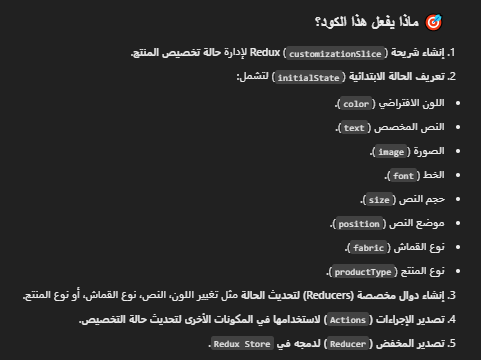 🎯 ماذا يفعل هذا الكود؟
1. إنشاء شريحة (customizationSlice) Redux لإدارة حالة تخصيص المنتج.
2. تعريف الحالة الابتدائية (initialState) لتشمل:
• اللون الافتراضي (color).
• النص المخصص (text).
• الصورة (image).
• الخط (font).
• حجم النص (size).
• موضع النص (position).
• نوع القماش (fabric).
• نوع المنتج (productType).
3. إنشاء دوال مخصصة (Reducers) لتحديث الحالة مثل تغيير اللون، النص، نوع القماش، أو نوع المنتج.
4. تصدير الإجراءات (Actions) لاستخدامها في المكونات الأخرى لتحديث حالة التخصيص.
5. تصدير المخفض (Reducer) لدمجه في Redux Store.